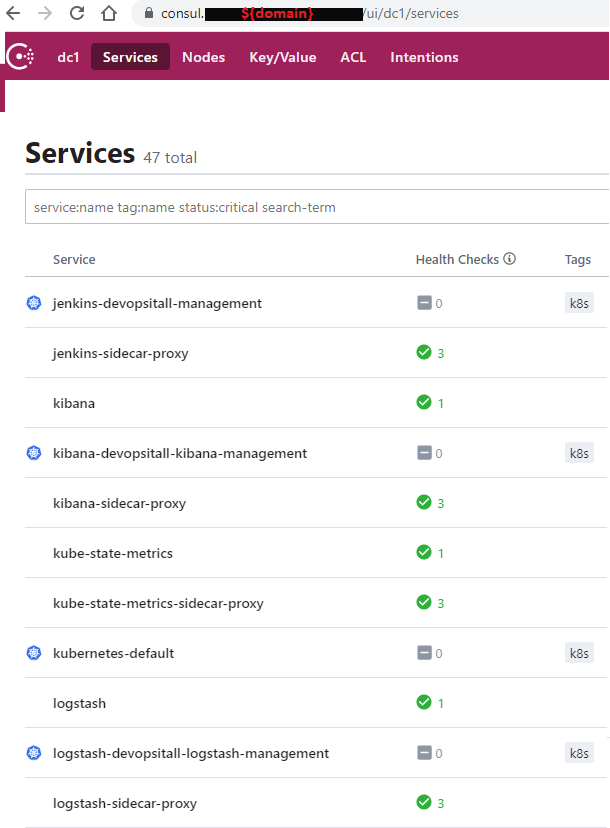 consul. ${domain} /ui/dc1/services
dc1 Services Nodes Key/Value ACL Intentions
Services 47 total
service:name tag:name status:critical search-term
Service Health Checks Tags
jenkins-devopsitall-management 0 k8s
jenkins-sidecar-proxy 3
kibana 1
kibana-devopsitall-kibana-management 0 k8s
kibana-sidecar-proxy 3
kube-state-metrics 1
kube-state-metrics-sidecar-proxy 3
kubernetes-default 0 k8s
logstash 1
logstash-devopsitall-logstash-management 0 k8s
logstash-sidecar-proxy 3